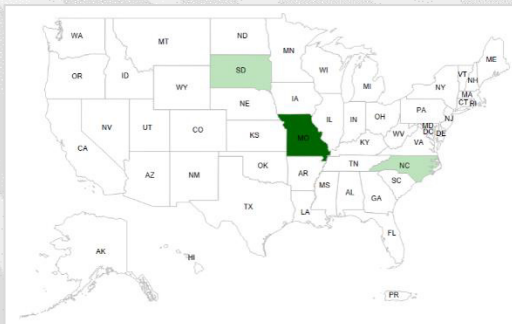 WA
MT
ND
MN
ME
OR
ID
SD
WI
VT
NH
WY
MI
NY
MA
CT
RI
NE
IA
PA
NJ
NV
UT
CO
IL
IN
OH
MD
DC
DE
WV
VA
CA
KS
MO
KY
AZ
NM
OK
TN
NC
AR
SC
TX
MS
AL
GA
LA
FL
AK
HI
PR